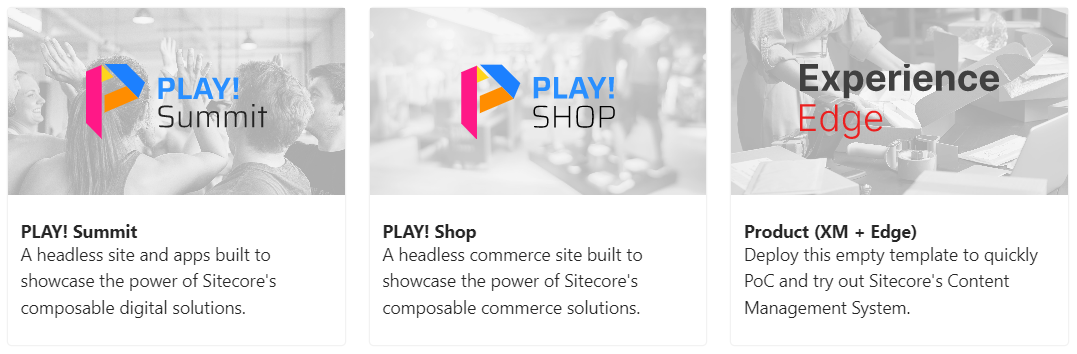 PLAY!
Summit
PLAY! Summit
A headless site and apps built to
showcase the power of Sitecore's
composable digital solutions.
PLAY!
SHOP
PLAY! Shop
A headless commerce site built to
showcase the power of Sitecore's
composable commerce solutions.
Experience
Edge
Product (XM + Edge)
Deploy this empty template to quickly
PoC and try out Sitecore's Content
Management System.